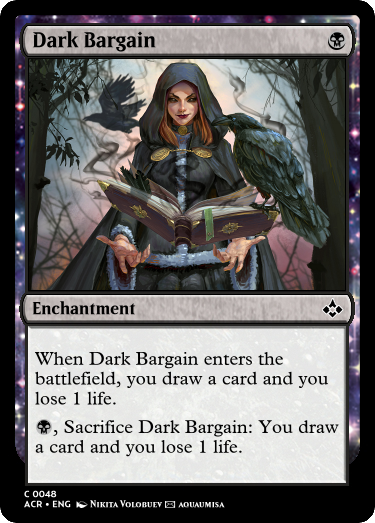 Dark Bargain
Enchantment
When Dark Bargain enters the
battlefield, you draw a card and you
lose 1 life.
, Sacrifice Dark Bargain: You draw
a card and you lose 1 life.
C 0048
ACR • ENG Nikita Volobuev aouaumisa